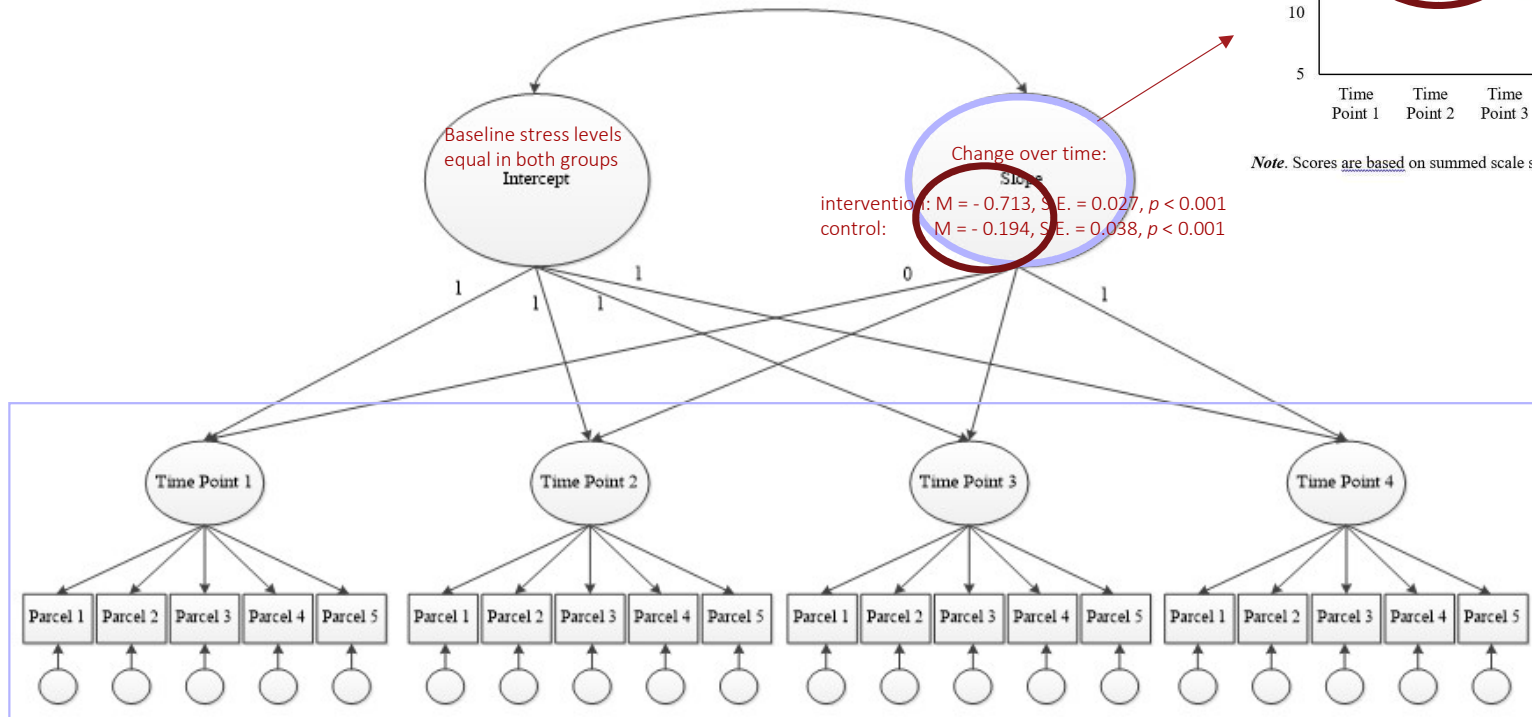 10
5
Time Time Time
Point 1 Point 2 Point 3
Note. Scores are based on summed scale s
Baseline stress levels
equal in both groups
Intercept
Change over time:
Slope
intervention: M = - 0.713, S.E. = 0.027, p < 0.001
control: M = - 0.194, S.E. = 0.038, p < 0.001
1 1 1 1 0 1
Time Point 1 Time Point 2 Time Point 3 Time Point 4
Parcel 1 Parcel 2 Parcel 3 Parcel 4 Parcel 5 Parcel 1 Parcel 2 Parcel 3 Parcel 4 Parcel 5 Parcel 1 Parcel 2 Parcel 3 Parcel 4 Parcel 5 Parcel 1 Parcel 2 Parcel 3 Parcel 4 Parcel 5